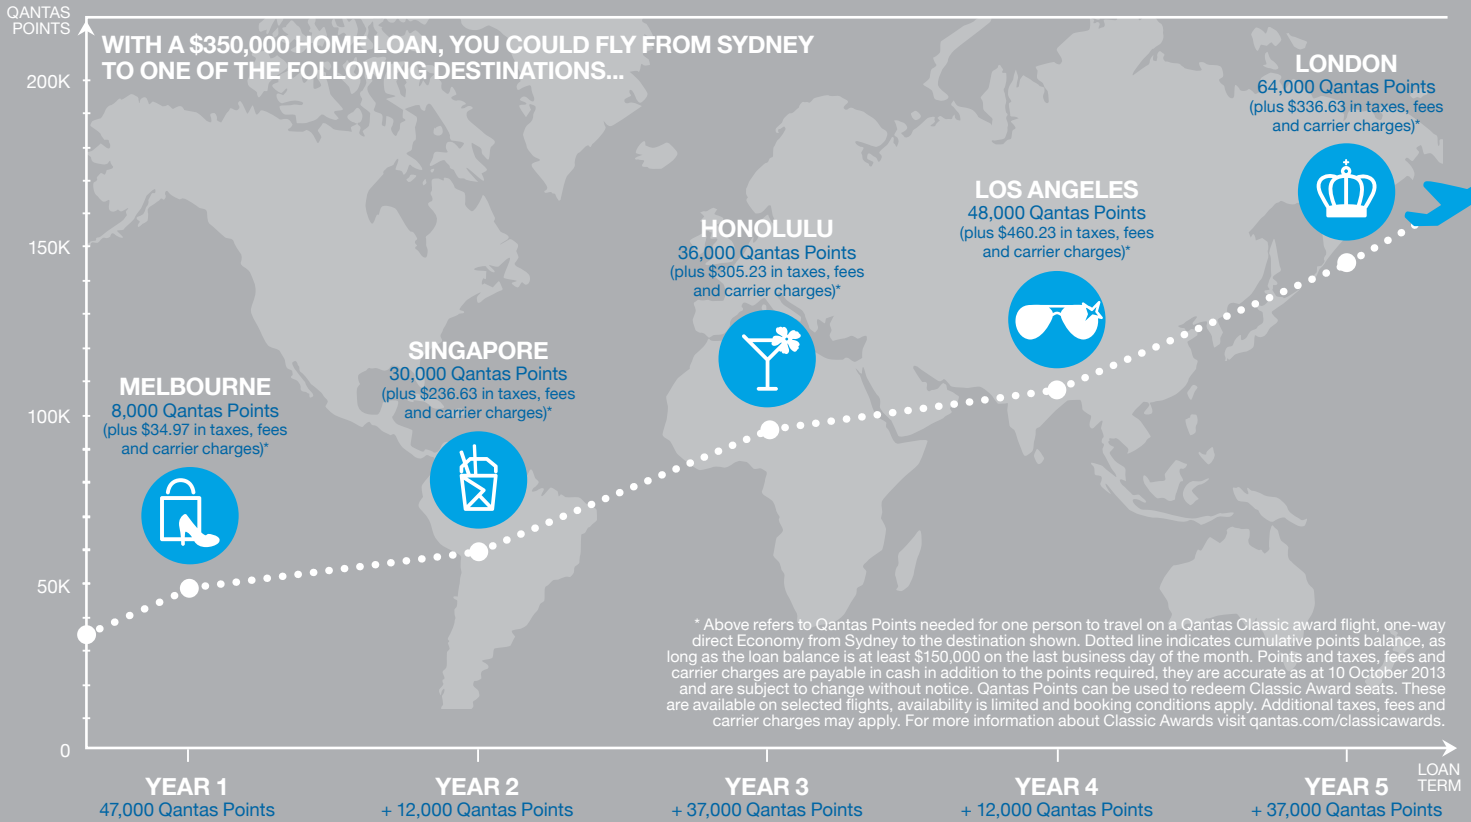 QANTAS
POINTS
WITH A $350,000 HOME LOAN, YOU COULD FLY FROM SYDNEY
TO ONE OF THE FOLLOWING DESTINATIONS...
200K
150K
100K
50K
0
MELBOURNE
8,000 Qantas Points
(plus $34.97 in taxes, fees
and carrier charges)*
SINGAPORE
30,000 Qantas Points
(plus $236.63 in taxes, fees
and carrier charges)*
HONOLULU
36,000 Qantas Points
(plus $305.23 in taxes, fees
and carrier charges)*
LOS ANGELES
48,000 Qantas Points
(plus $460.23 in taxes, fees
and carrier charges)*
LONDON
64,000 Qantas Points
(plus $336.63 in taxes, fees
and carrier charges)*
* Above refers to Qantas Points needed for one person to travel on a Qantas Classic award flight, one-way
direct Economy from Sydney to the destination shown. Dotted line indicates cumulative points balance, as
long as the loan balance is at least $150,000 on the last business day of the month. Points and taxes, fees and
carrier charges are payable in cash in addition to the points required, they are accurate as at 10 October 2013
and are subject to change without notice. Qantas Points can be used to redeem Classic Award seats. These
are available on selected flights, availability is limited and booking conditions apply. Additional taxes, fees and
carrier charges may apply. For more information about Classic Awards visit qantas.com/classicawards.
YEAR 1
47,000 Qantas Points
YEAR 2
+ 12,000 Qantas Points
YEAR 3
+ 37,000 Qantas Points
YEAR 4
+ 12,000 Qantas Points
YEAR 5
+ 37,000 Qantas Points
LOAN
TERM